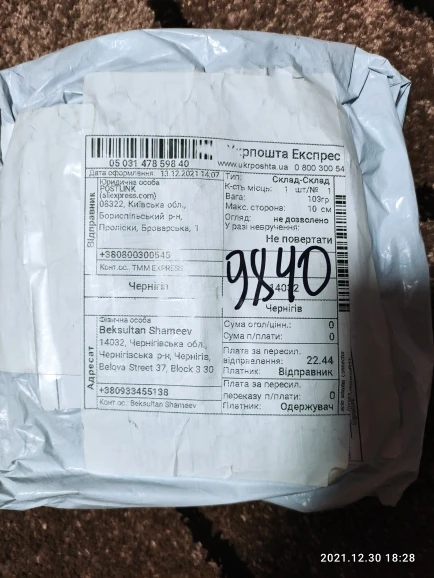 05 031 478 598 40
Укрпошта Експрес
www.ukrposhta.ua 0 800 300 54
Дата оформлення: 13.12.2021 14:07
Відправник
Юридична особа
POSTLINK
(aliexpress.com)
08322, Київська обл.,
Бориспільський р-н,
Проліски, Броварська, 1
+380800300545
Конт.ос.: TMM EXPRESS
Тип: Склад-Склад
К-сть місць: 1 шт/№ 1
Вага: 103гр
Макс. сторона: 10 см
Огляд: не дозволено
У разі невручення:
Не повертати
9840
Чернігів
14032
Чернігів
Адресат
Фізична особа
Beksultan Shameev
14032, Чернігівська обл.,
Чернігівська р-н, Чернігів,
Belova Street 37, Block 3 30
+380933455138
Конт.ос.: Beksultan Shameev
Сума огол/цінн.: 0
Сума п/плати: 0
Плата за пересил.
відправлення: 22.44
Платник: Відправник
Плата за пересил.
переказу п/плати: 0
Платник: Одержувач
2021.12.30 18:28